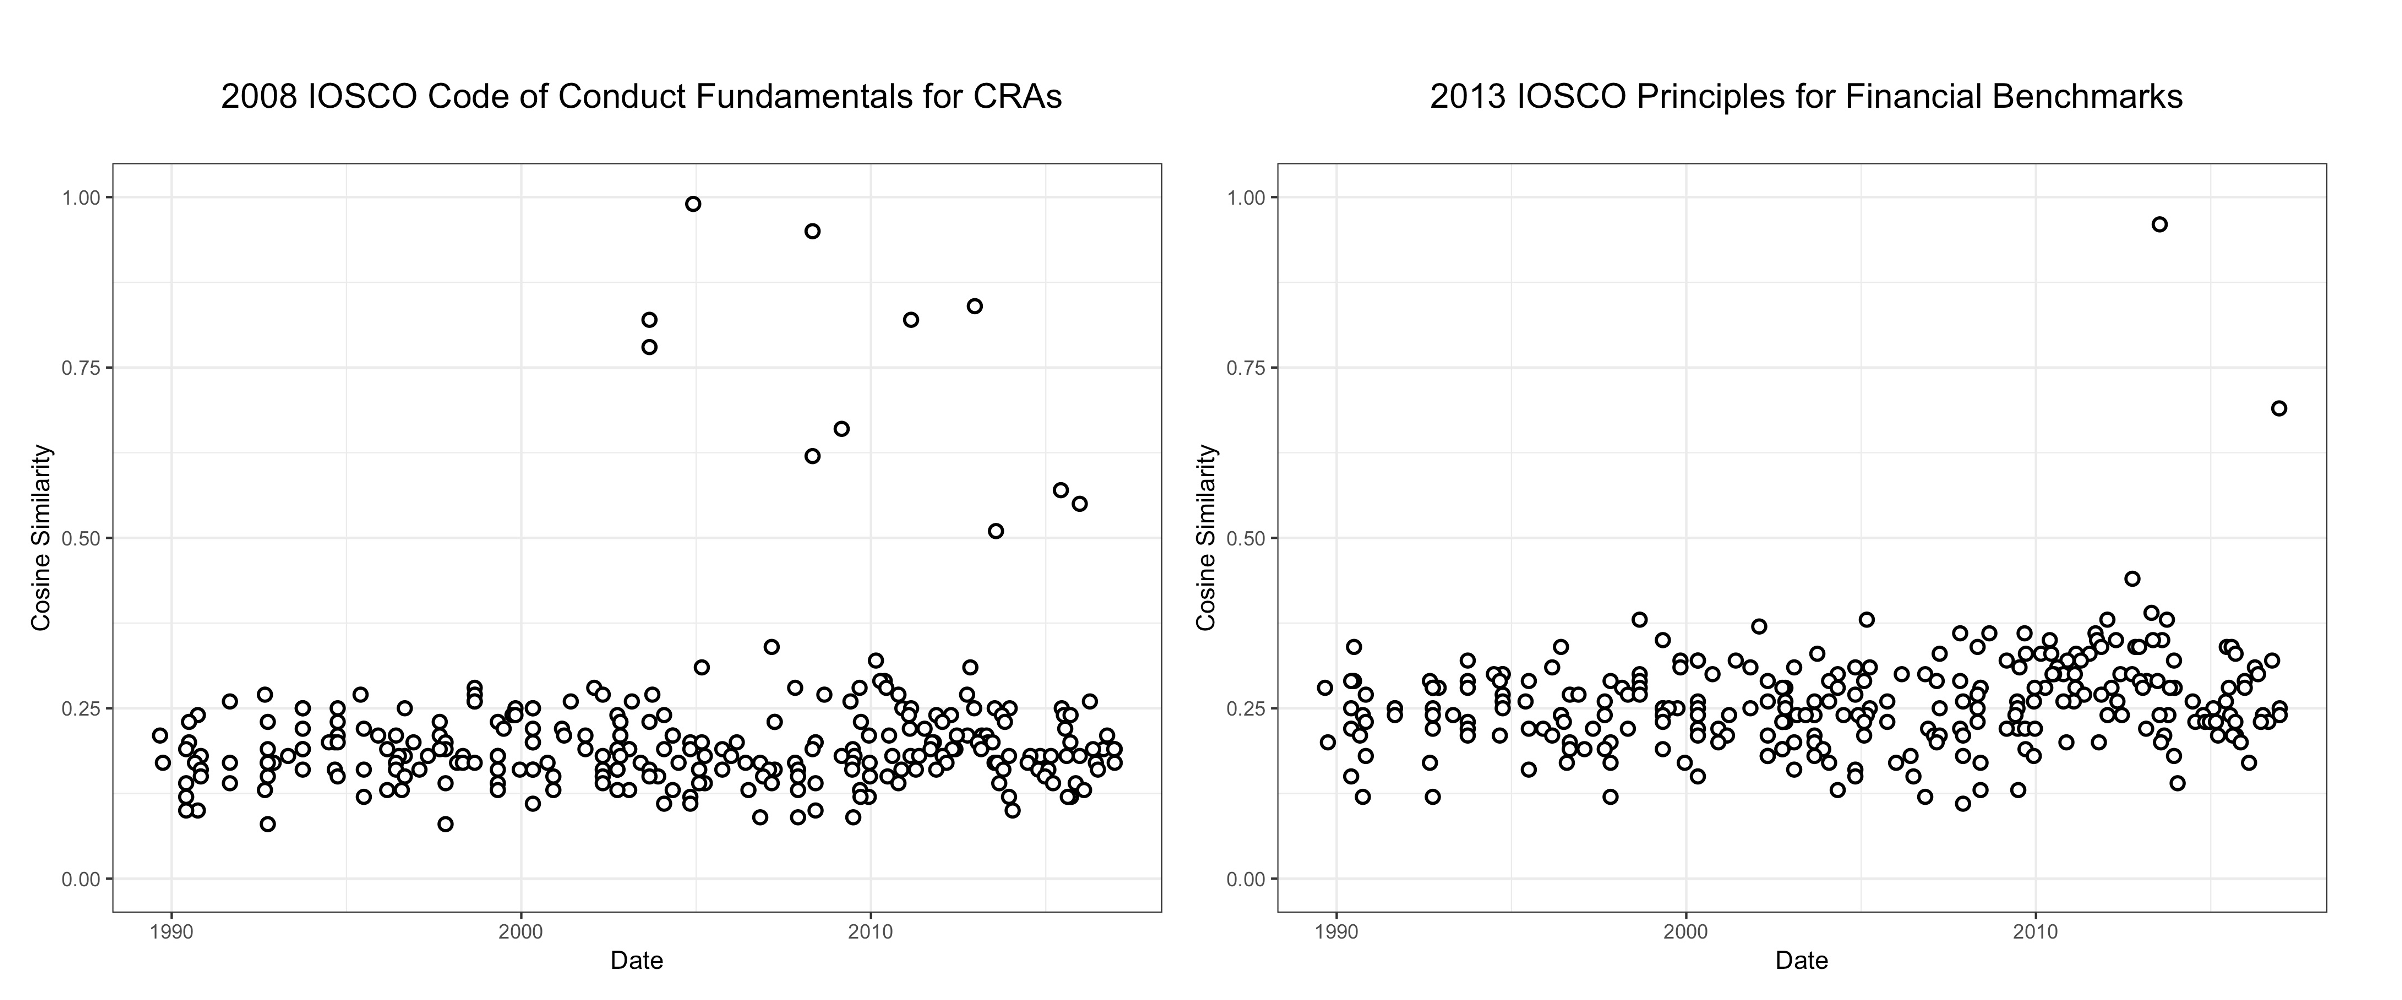 2008 IOSCO Code of Conduct Fundamentals for CRAs
1.00
0.75
0.50
0.25
0.00
Cosine Similarity
1990
2000
2010
Date
2013 IOSCO Principles for Financial Benchmarks
1.00
0.75
0.50
0.25
0.00
Cosine Similarity
1990
2000
2010
Date